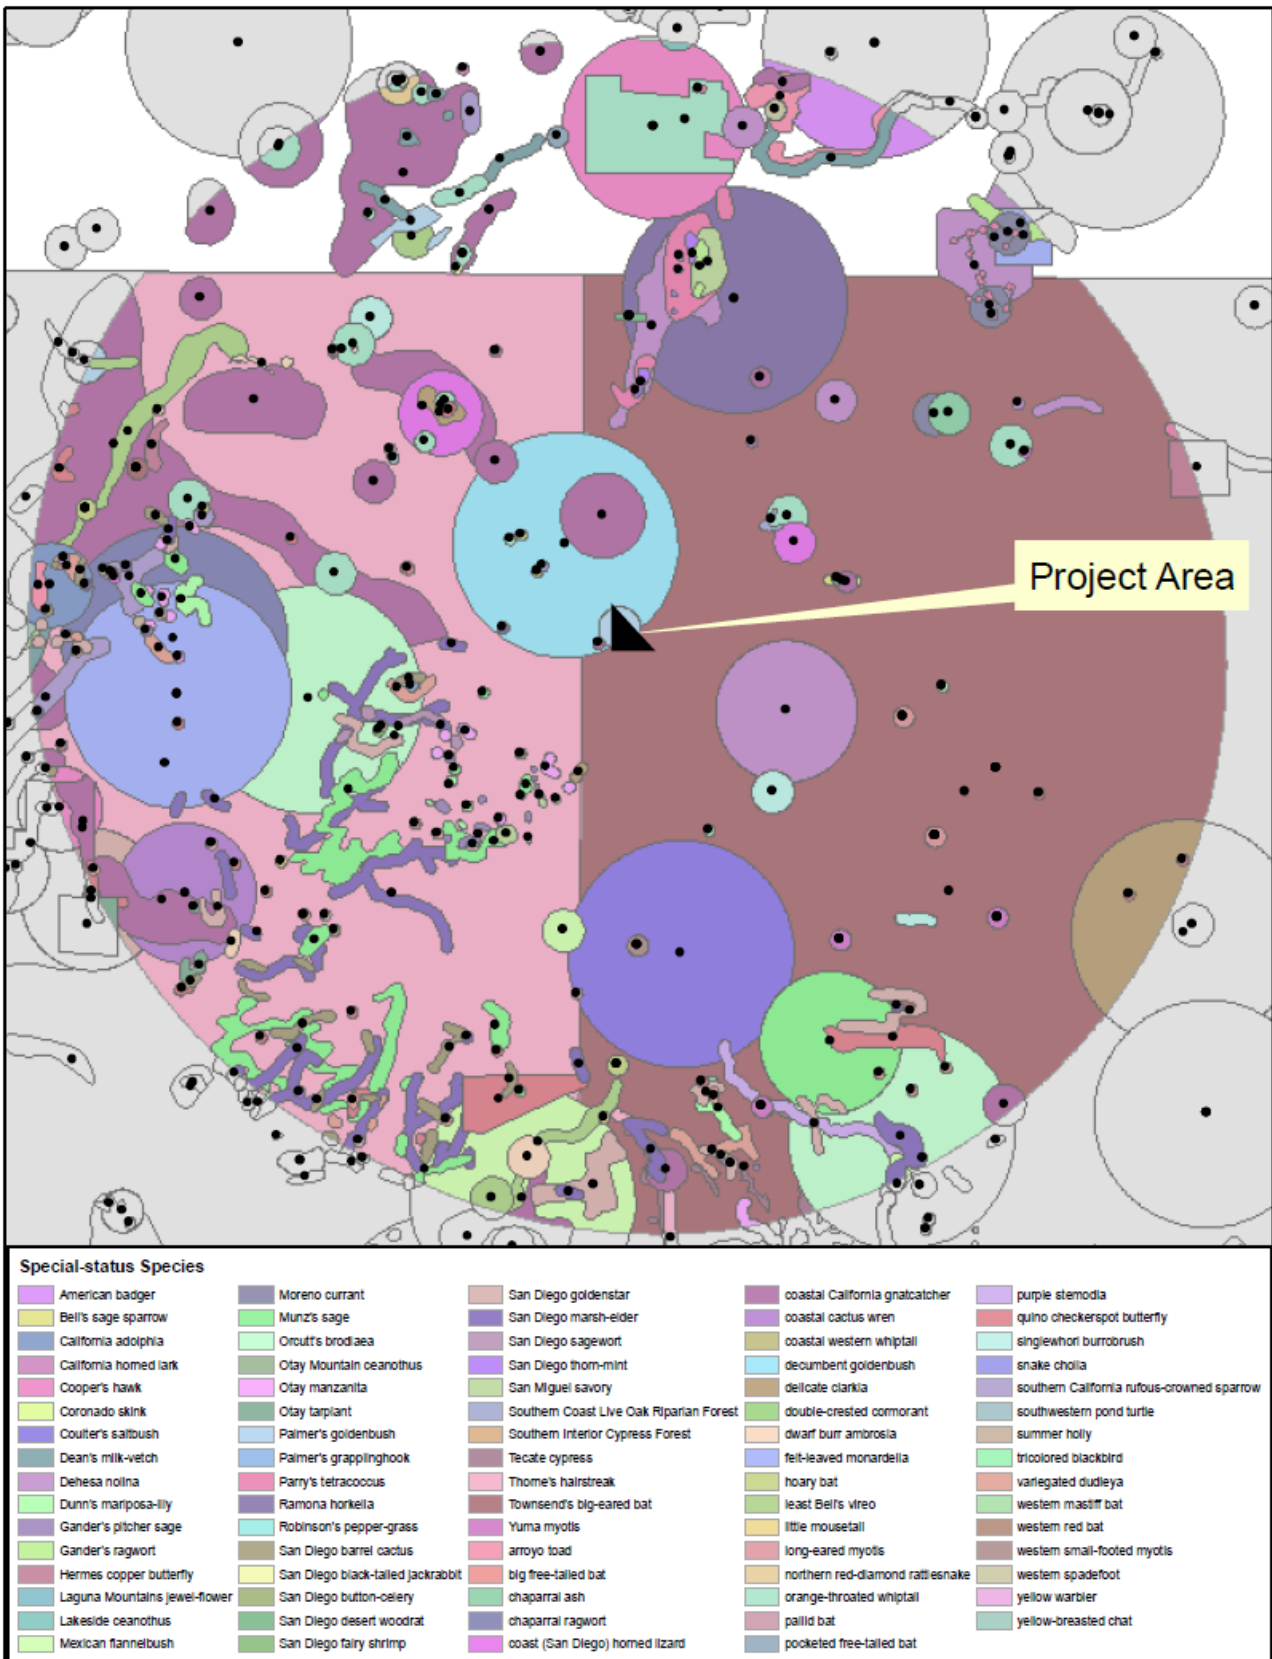 Project Area
Special-status Species
American badger
Bell's sage sparrow
California adolphia
California horned lark
Cooper's hawk
Coronado skink
Coulter's saltbush
Dean's milk-vetch
Dehesa nolina
Dunn's mariposa-lily
Gander's pitcher sage
Gander's ragwort
Hermes copper butterfly
Laguna Mountains jewel-flower
Lakeside ceanothus
Mexican flannelbush
Moreno currant
Munz's sage
Orcutt's brodiaea
Otay Mountain ceanothus
Otay manzanita
Otay tarplant
Palmer's goldenbush
Palmer's grapplinghook
Parry's tetracoccus
Ramona horkelia
Robinson's pepper-grass
San Diego barrel cactus
San Diego black-tailed jackrabbit
San Diego button-celery
San Diego desert woodrat
San Diego fairy shrimp
San Diego goldenstar
San Diego marsh-elder
San Diego sagewort
San Diego thorn-mint
San Miguel savory
Southern Coast Live Oak Riparian Forest
Southern Interior Cypress Forest
Tecate cypress
Thorne's hairstreak
Townsend's big-eared bat
Yuma myotis
arroyo toad
big free-tailed bat
chaparral ash
chaparral ragwort
coast (San Diego) horned lizard
coastal California gnatcatcher
coastal cactus wren
coastal western whiptail
decumbent goldenbush
delicate clarkia
double-crested cormorant
dwarf burr ambrosia
felt-leaved monardella
hoary bat
least Bell's vireo
little mousetail
long-eared myotis
northern red-diamond rattlesnake
orange-throated whiptail
pallid bat
pocketed free-tailed bat
purple stemodia
quino checkerspot butterfly
singlewhorl burrobrush
snake cholla
southern California rufous-crowned sparrow
southwestern pond turtle
summer holly
tricolored blackbird
variegated dudleya
western mastiff bat
western red bat
western small-footed myotis
western spadefoot
yellow warbler
yellow-breasted chat